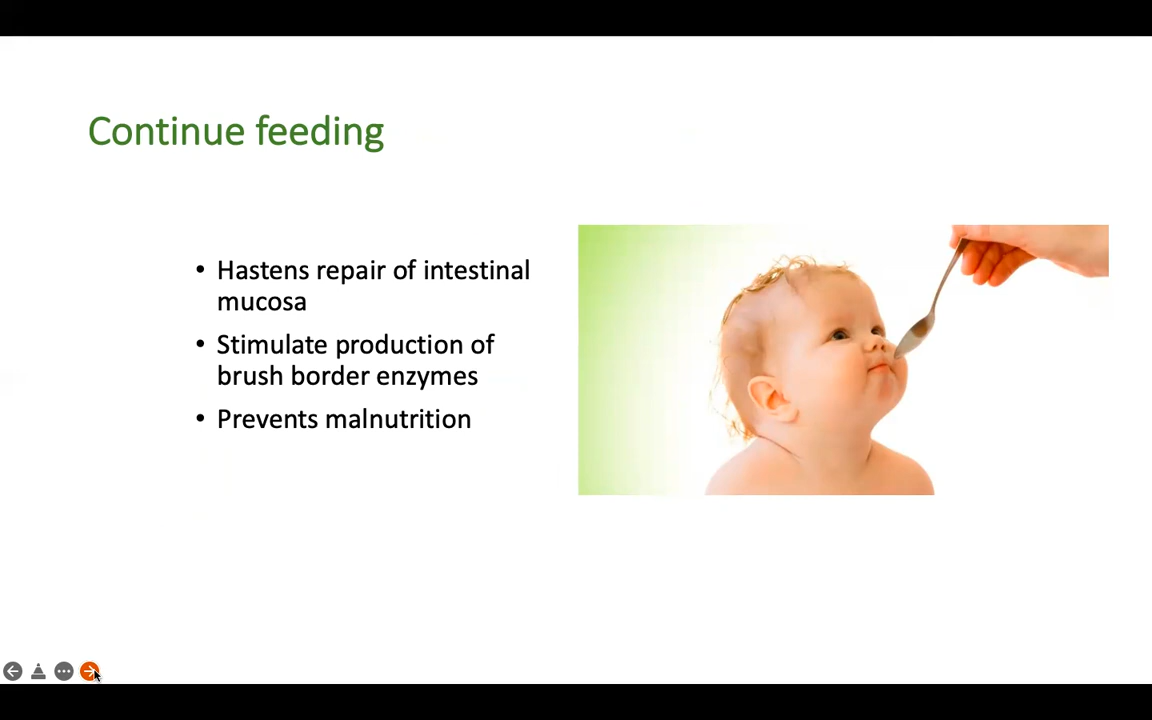 Continue feeding
• Hastens repair of intestinal
mucosa
• Stimulate production of
brush border enzymes
• Prevents malnutrition